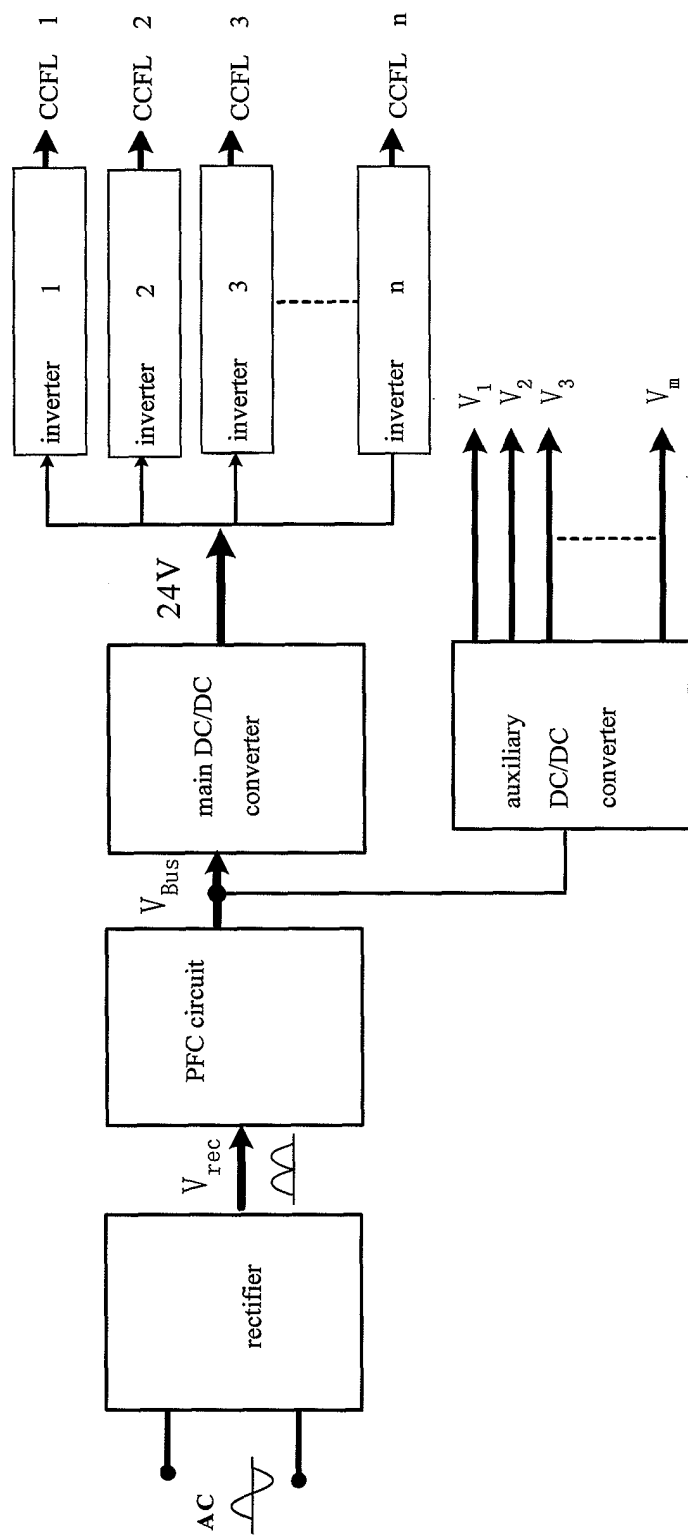 AC
rectifier
V_rec
PFC circuit
V_Bus
main DC/DC
converter
24V
inverter 1
CCFL 1
inverter 2
CCFL 2
inverter 3
CCFL 3
inverter n
CCFL n
auxiliary
DC/DC
converter
V_1
V_2
V_3
V_m